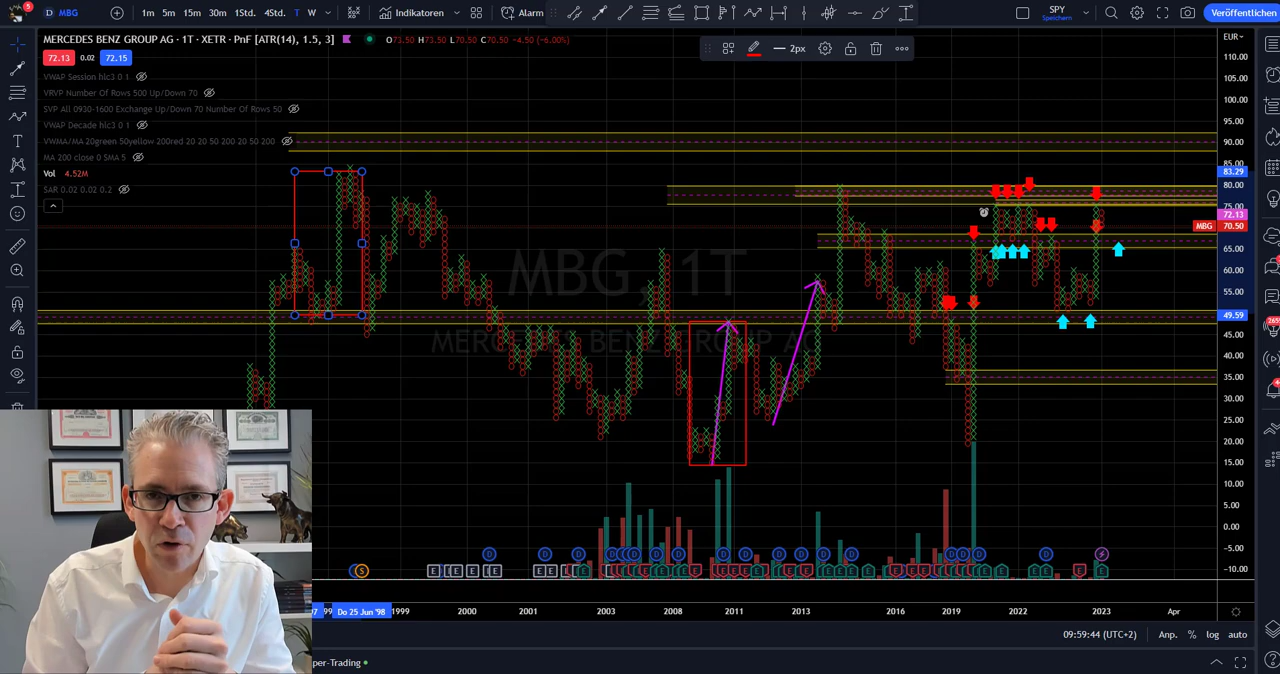 5
D MBG
1m 5m 15m 30m 1Std. 4Std. T W
Indikatoren
Alarm
SPY
Speichern
Veröffentlichen
MERCEDES BENZ GROUP AG · 1T · XETR · PnF [ATR(14), 1.5, 3]
O73.50 H73.50 L70.50 C70.50 -4.50 (-6.00%)
2px
EUR
72.13 0.02 72.15
VWAP Session hlc3 0 1
VRVP Number Of Rows 500 Up/Down 70
SVP All 0930-1600 Exchange Up/Down 70 Number Of Rows 50
VWAP Decade hlc3 0 1
VWMA/MA 20green 50yellow 200red 20 20 50 200 20 50 200
MA 200 close 0 SMA 5
Vol 4.52M
SAR 0.02 0.02 0.2
MBG, 1T
MERCEDES BENZ GROUP AG
110.00
105.00
100.00
95.00
90.00
85.00
83.29
80.00
75.00
72.13
MBG 70.50
65.00
60.00
55.00
49.59
45.00
40.00
35.00
30.00
25.00
20.00
15.00
10.00
5.00
0.00
-5.00
-10.00
D D D D D D D D D D D D D D D D D
S E E E E E E E
Do 25 Jun '98 1999 2000 2001 2003 2008 2011 2013 2016 2019 2022 2023 Apr
09:59:44 (UTC+2) Anp. % log auto
per-Trading